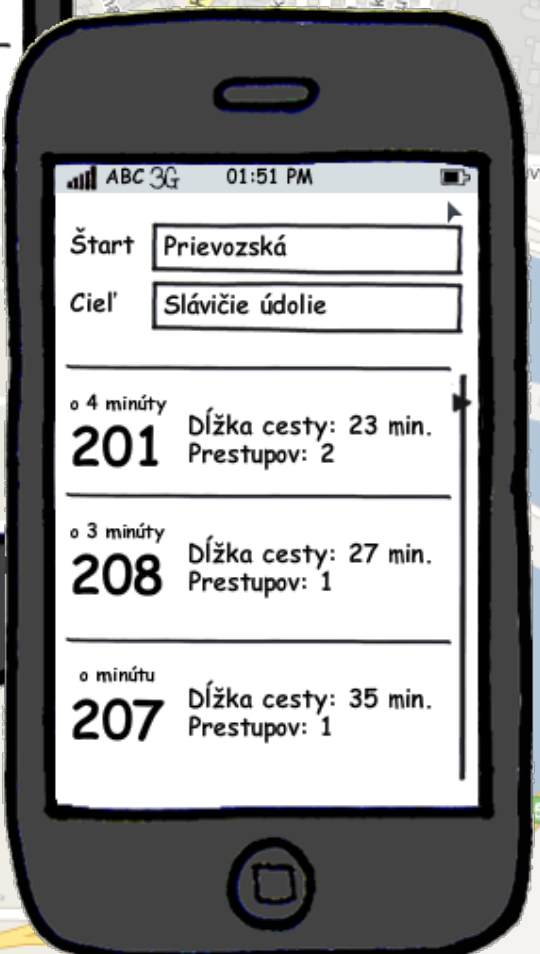 ABC 3G 01:51 PM
Štart Prievozská
Cieľ Slávičie údolie
o 4 minúty
201
Dĺžka cesty: 23 min.
Prestupov: 2
o 3 minúty
208
Dĺžka cesty: 27 min.
Prestupov: 1
o minútu
207
Dĺžka cesty: 35 min.
Prestupov: 1